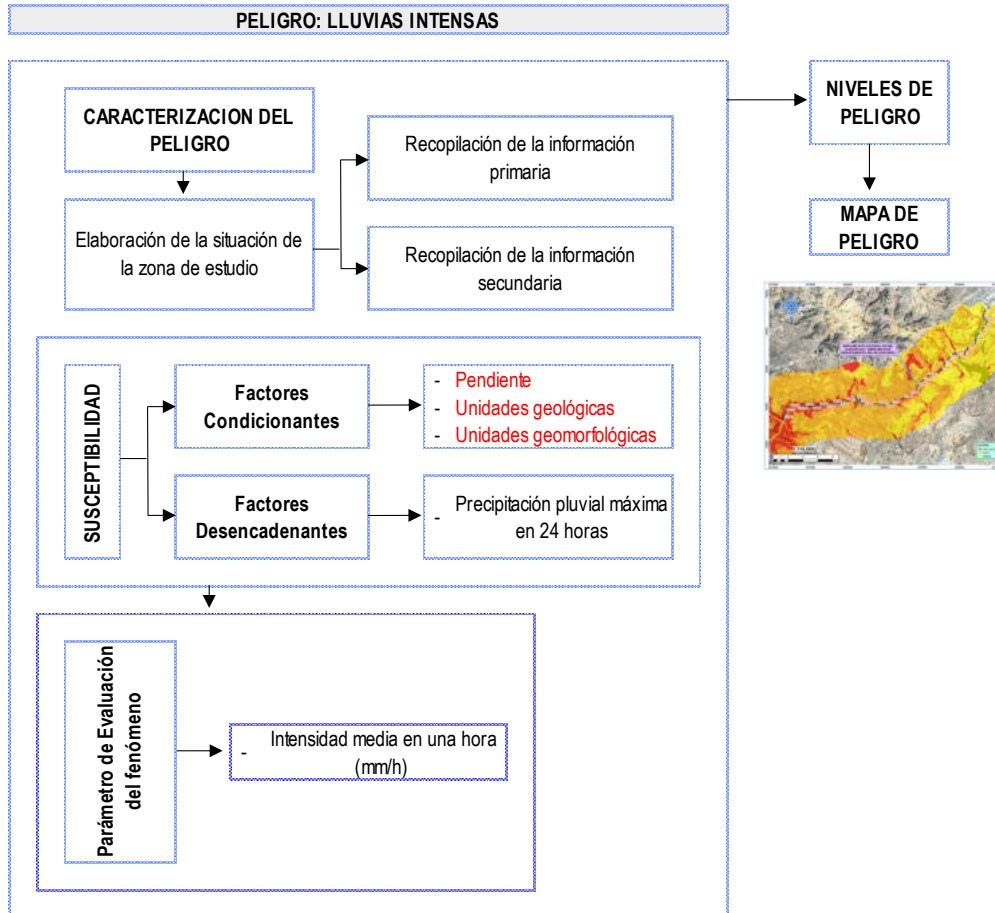 PELIGRO: LLUVIAS INTENSAS
CARACTERIZACION DEL
PELIGRO
Elaboración de la situación de
la zona de estudio
Recopilación de la información
primaria
Recopilación de la información
secundaria
SUSCEPTIBILIDAD
Factores
Condicionantes
- Pendiente
- Unidades geológicas
- Unidades geomorfológicas
Factores
Desencadenantes
- Precipitación pluvial máxima
en 24 horas
Parámetro de Evaluación
del fenómeno
- Intensidad media en una hora
(mm/h)
NIVELES DE
PELIGRO
MAPA DE
PELIGRO